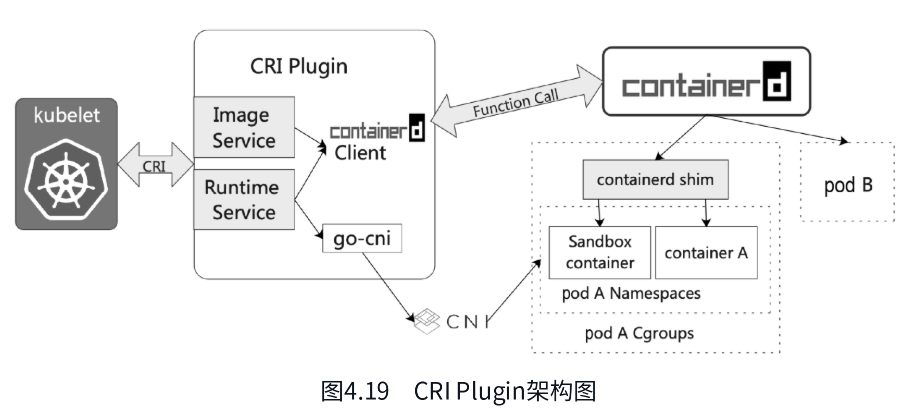 CRI Plugin
kubelet
CRI
Image
Service
Runtime
Service
containerd
Client
go-cni
Function Call
containerd
containerd shim
Sandbox
container
container A
pod A Namespaces
pod A Cgroups
pod B
CNI
图4.19 CRI Plugin架构图